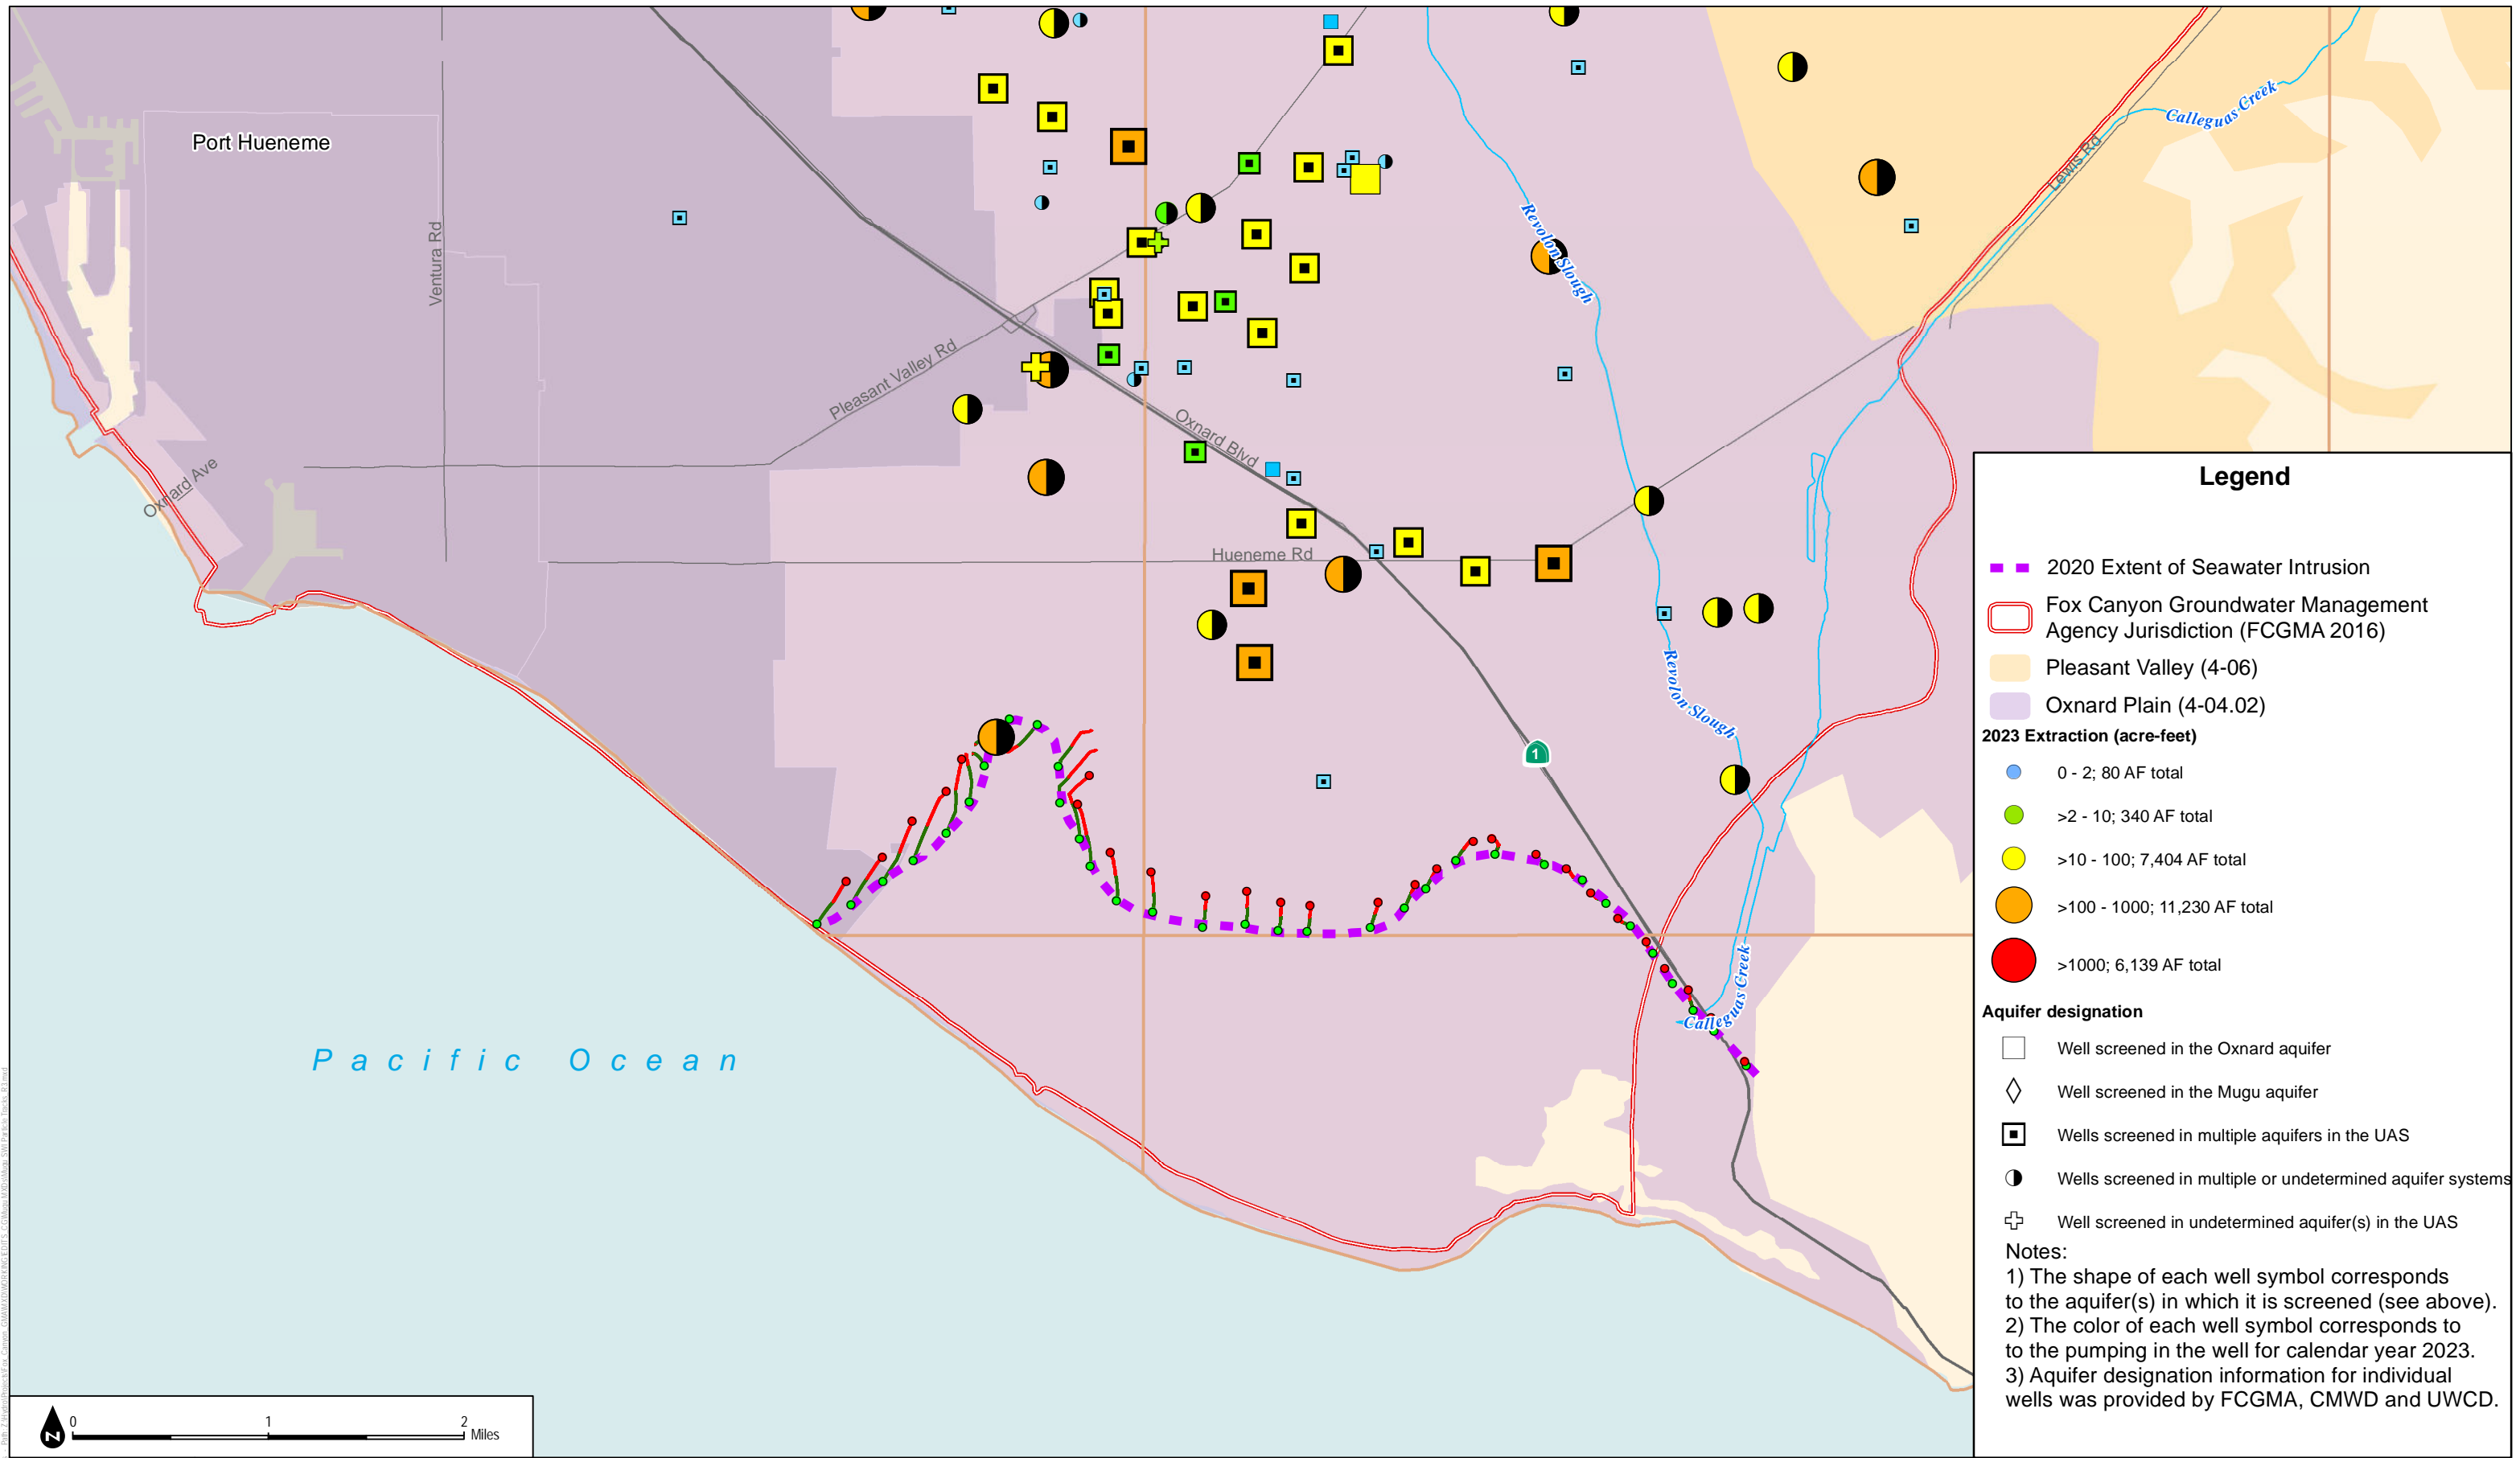 Port Hueneme
Ventura Rd
Pleasant Valley Rd
Oxnard Blvd
Oxnard Ave
Hueneme Rd
Revolon Slough
Revolon Slough
Calleguas Creek
Calleguas Creek
Lewis Rd
1
Pacific Ocean
0 1 2
Miles
N
Legend
2020 Extent of Seawater Intrusion
Fox Canyon Groundwater Management
Agency Jurisdiction (FCGMA 2016)
Pleasant Valley (4-06)
Oxnard Plain (4-04.02)
2023 Extraction (acre-feet)
0 - 2; 80 AF total
>2 - 10; 340 AF total
>10 - 100; 7,404 AF total
>100 - 1000; 11,230 AF total
>1000; 6,139 AF total
Aquifer designation
Well screened in the Oxnard aquifer
Well screened in the Mugu aquifer
Wells screened in multiple aquifers in the UAS
Wells screened in multiple or undetermined aquifer systems
Well screened in undetermined aquifer(s) in the UAS
Notes:
1) The shape of each well symbol corresponds
to the aquifer(s) in which it is screened (see above).
2) The color of each well symbol corresponds to
to the pumping in the well for calendar year 2023.
3) Aquifer designation information for individual
wells was provided by FCGMA, CMWD and UWCD.